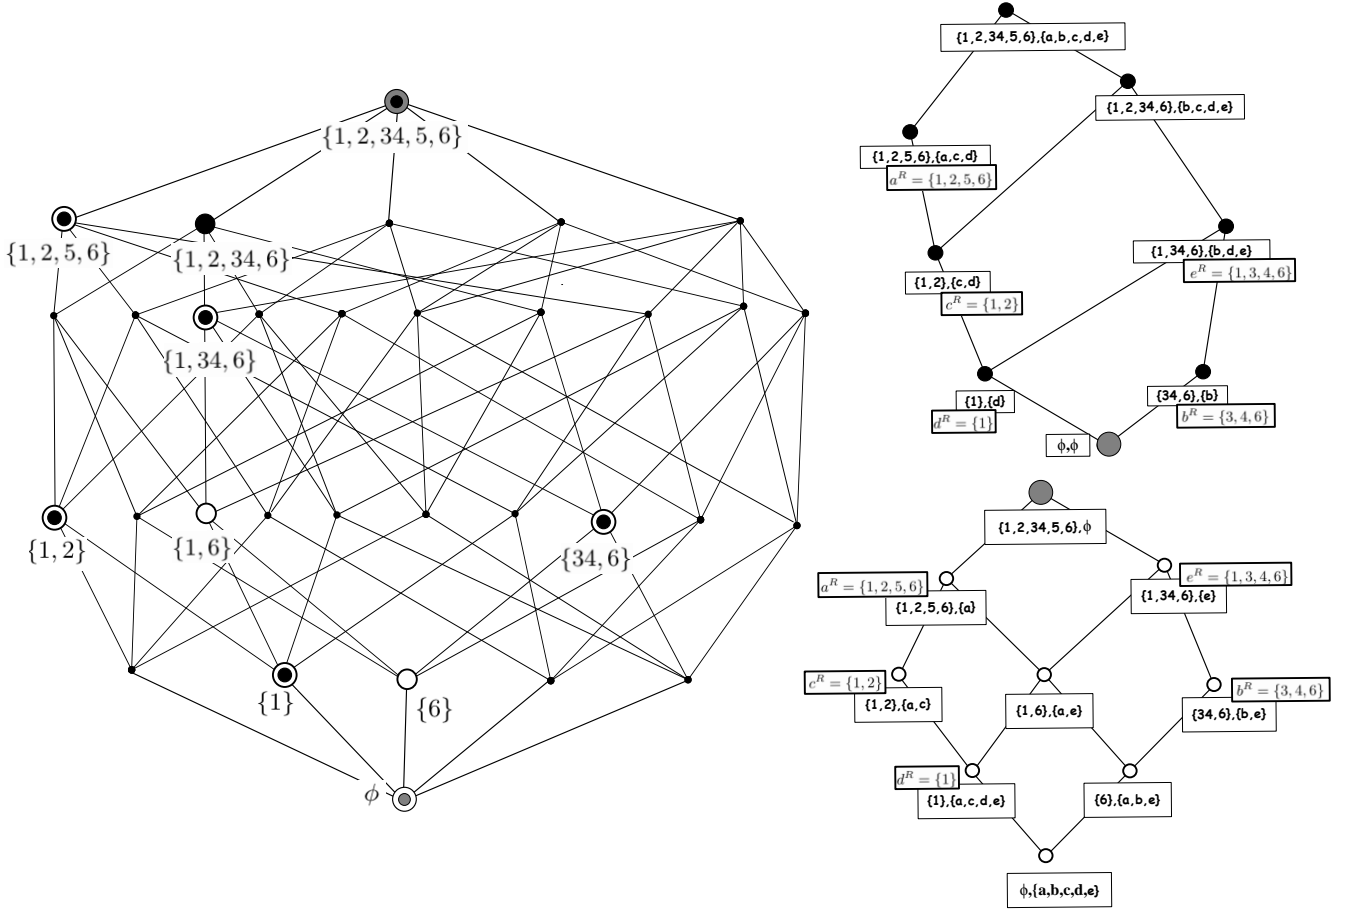 {1, 2, 34, 5, 6}
{1, 2, 5, 6}
{1, 2, 34, 6}
{1, 34, 6}
{1, 2}
{1, 6}
{34, 6}
{1}
{6}
ϕ
{1,2,34,5,6},{a,b,c,d,e}
{1,2,34,6},{b,c,d,e}
{1,2,5,6},{a,c,d}
a^R = {1, 2, 5, 6}
{1,34,6},{b,d,e}
e^R = {1, 3, 4, 6}
{1,2},{c,d}
c^R = {1, 2}
{1},{d}
d^R = {1}
{34,6},{b}
b^R = {3, 4, 6}
ϕ,ϕ
{1,2,34,5,6},ϕ
a^R = {1, 2, 5, 6}
{1,2,5,6},{a}
e^R = {1, 3, 4, 6}
{1,34,6},{e}
c^R = {1, 2}
{1,2},{a,c}
{1,6},{a,e}
b^R = {3, 4, 6}
{34,6},{b,e}
d^R = {1}
{1},{a,c,d,e}
{6},{a,b,e}
ϕ,{a,b,c,d,e}